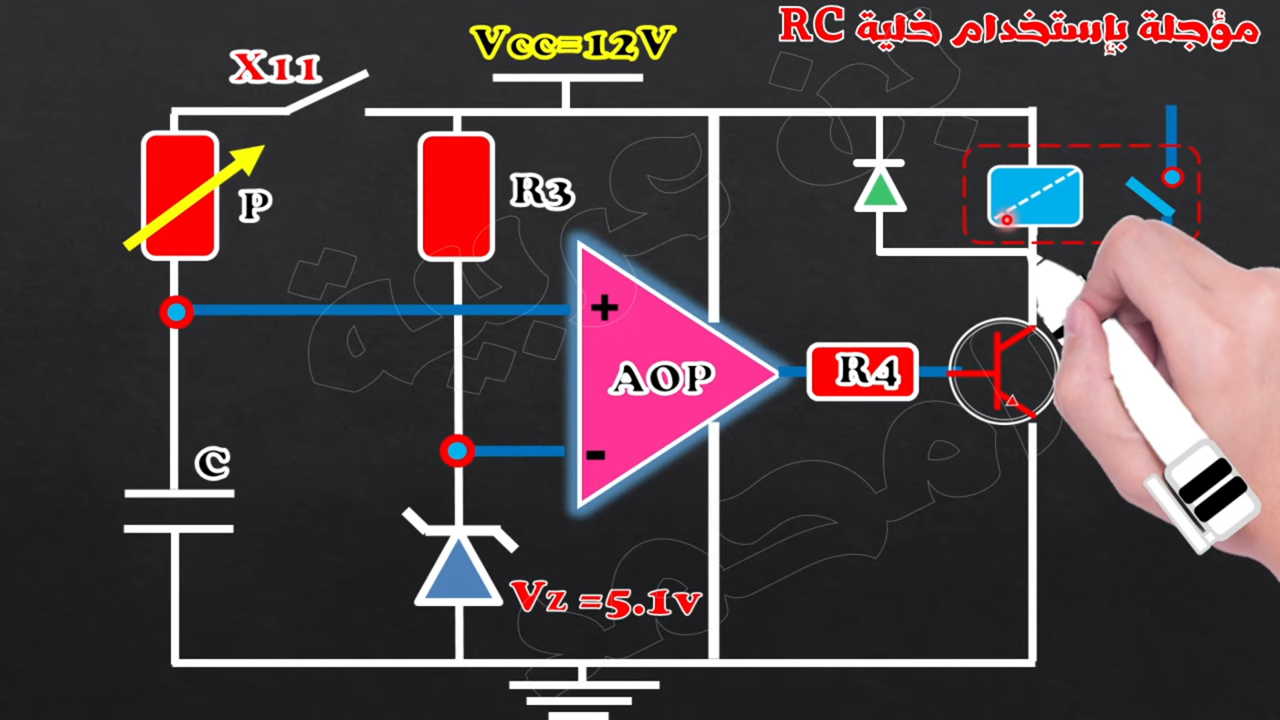 مؤجلة بإستخدام خلية RC
Vcc=12V
X11
P
R3
+
AOP
R4
-
C
Vz =5.1v